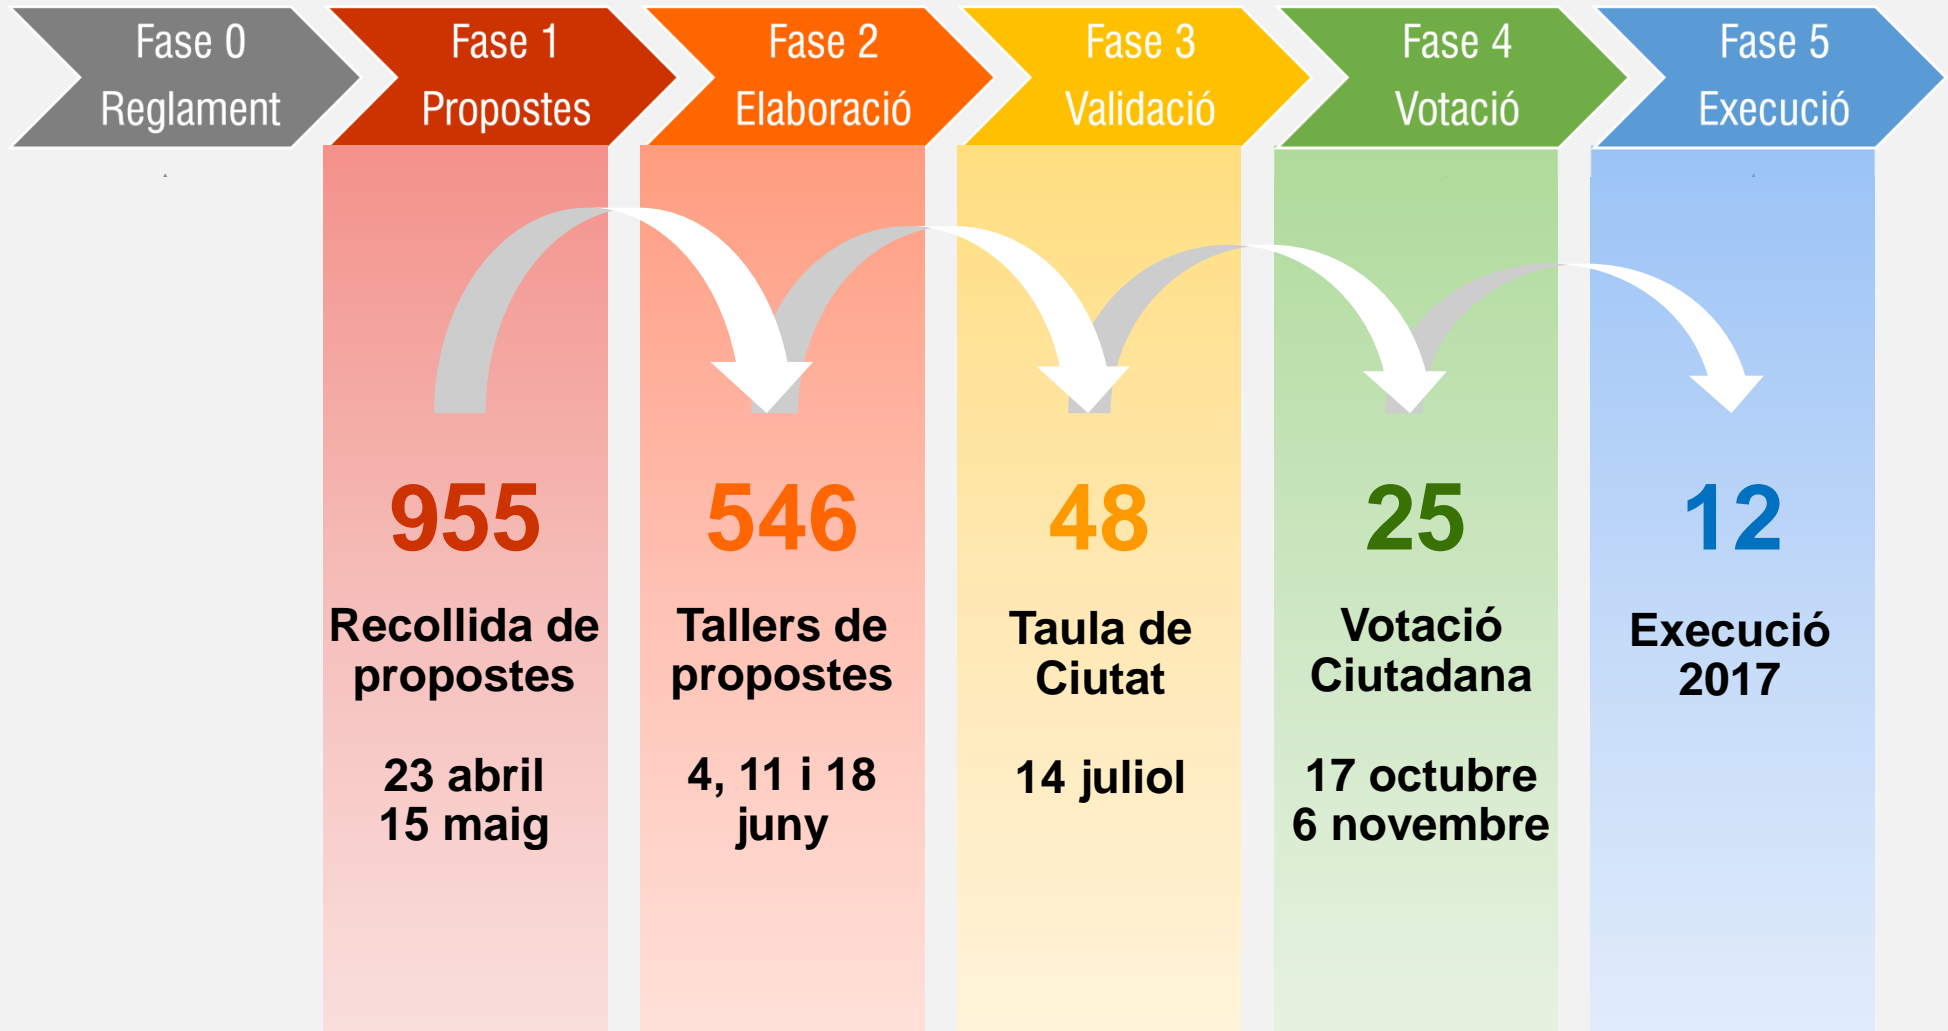 Fase 0
Reglament
Fase 1
Propostes
Fase 2
Elaboració
Fase 3
Validació
Fase 4
Votació
Fase 5
Execució
955
Recollida de
propostes
23 abril
15 maig
546
Tallers de
propostes
4, 11 i 18
juny
48
Taula de
Ciutat
14 juliol
25
Votació
Ciutadana
17 octubre
6 novembre
12
Execució
2017